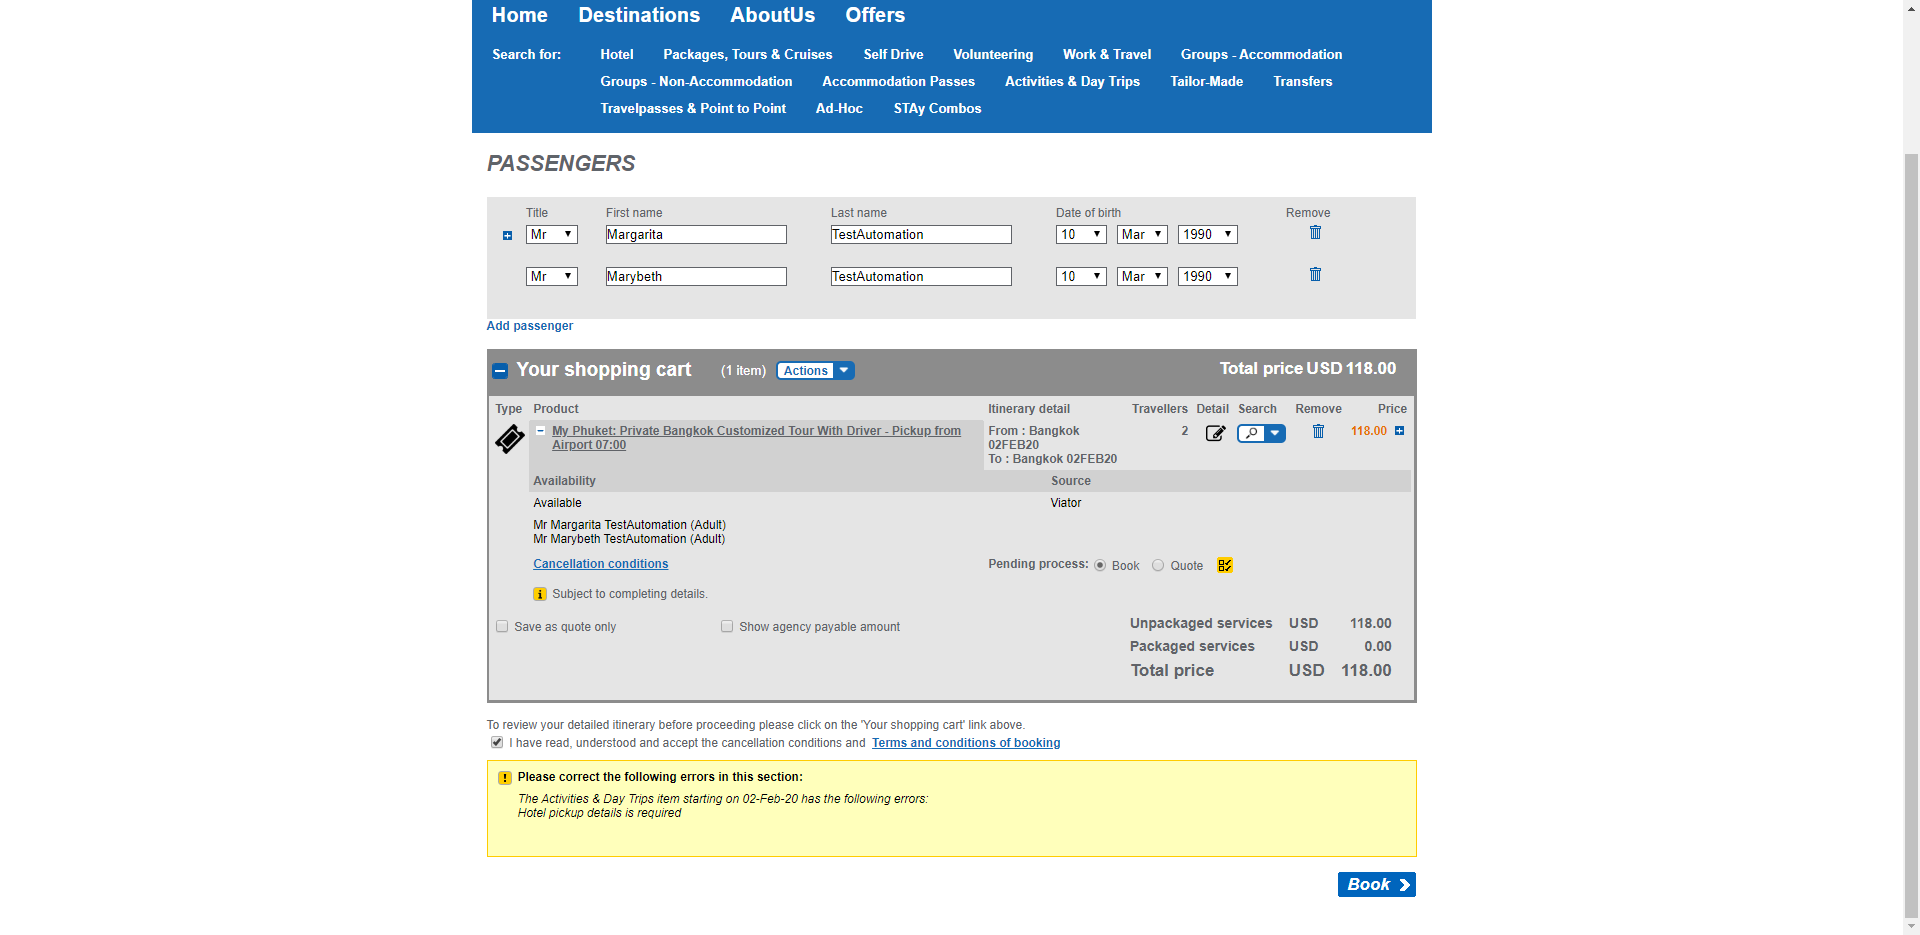 Home Destinations AboutUs Offers
Search for: Hotel Packages, Tours & Cruises Self Drive Volunteering Work & Travel Groups - Accommodation
Groups - Non-Accommodation Accommodation Passes Activities & Day Trips Tailor-Made Transfers
Travelpasses & Point to Point Ad-Hoc STAy Combos
PASSENGERS
Title First name Last name Date of birth Remove
Mr Margarita TestAutomation 10 Mar 1990
Mr Marybeth TestAutomation 10 Mar 1990
Add passenger
Your shopping cart (1 item) Actions Total price USD 118.00
Type Product Itinerary detail Travellers Detail Search Remove Price
My Phuket: Private Bangkok Customized Tour With Driver - Pickup from From : Bangkok 2 118.00
Airport 07:00 02FEB20
To : Bangkok 02FEB20
Availability Source
Available Viator
Mr Margarita TestAutomation (Adult)
Mr Marybeth TestAutomation (Adult)
Cancellation conditions Pending process: Book Quote
Subject to completing details.
Save as quote only Show agency payable amount Unpackaged services USD 118.00
Packaged services USD 0.00
Total price USD 118.00
To review your detailed itinerary before proceeding please click on the 'Your shopping cart' link above.
I have read, understood and accept the cancellation conditions and Terms and conditions of booking
Please correct the following errors in this section:
The Activities & Day Trips item starting on 02-Feb-20 has the following errors:
Hotel pickup details is required
Book